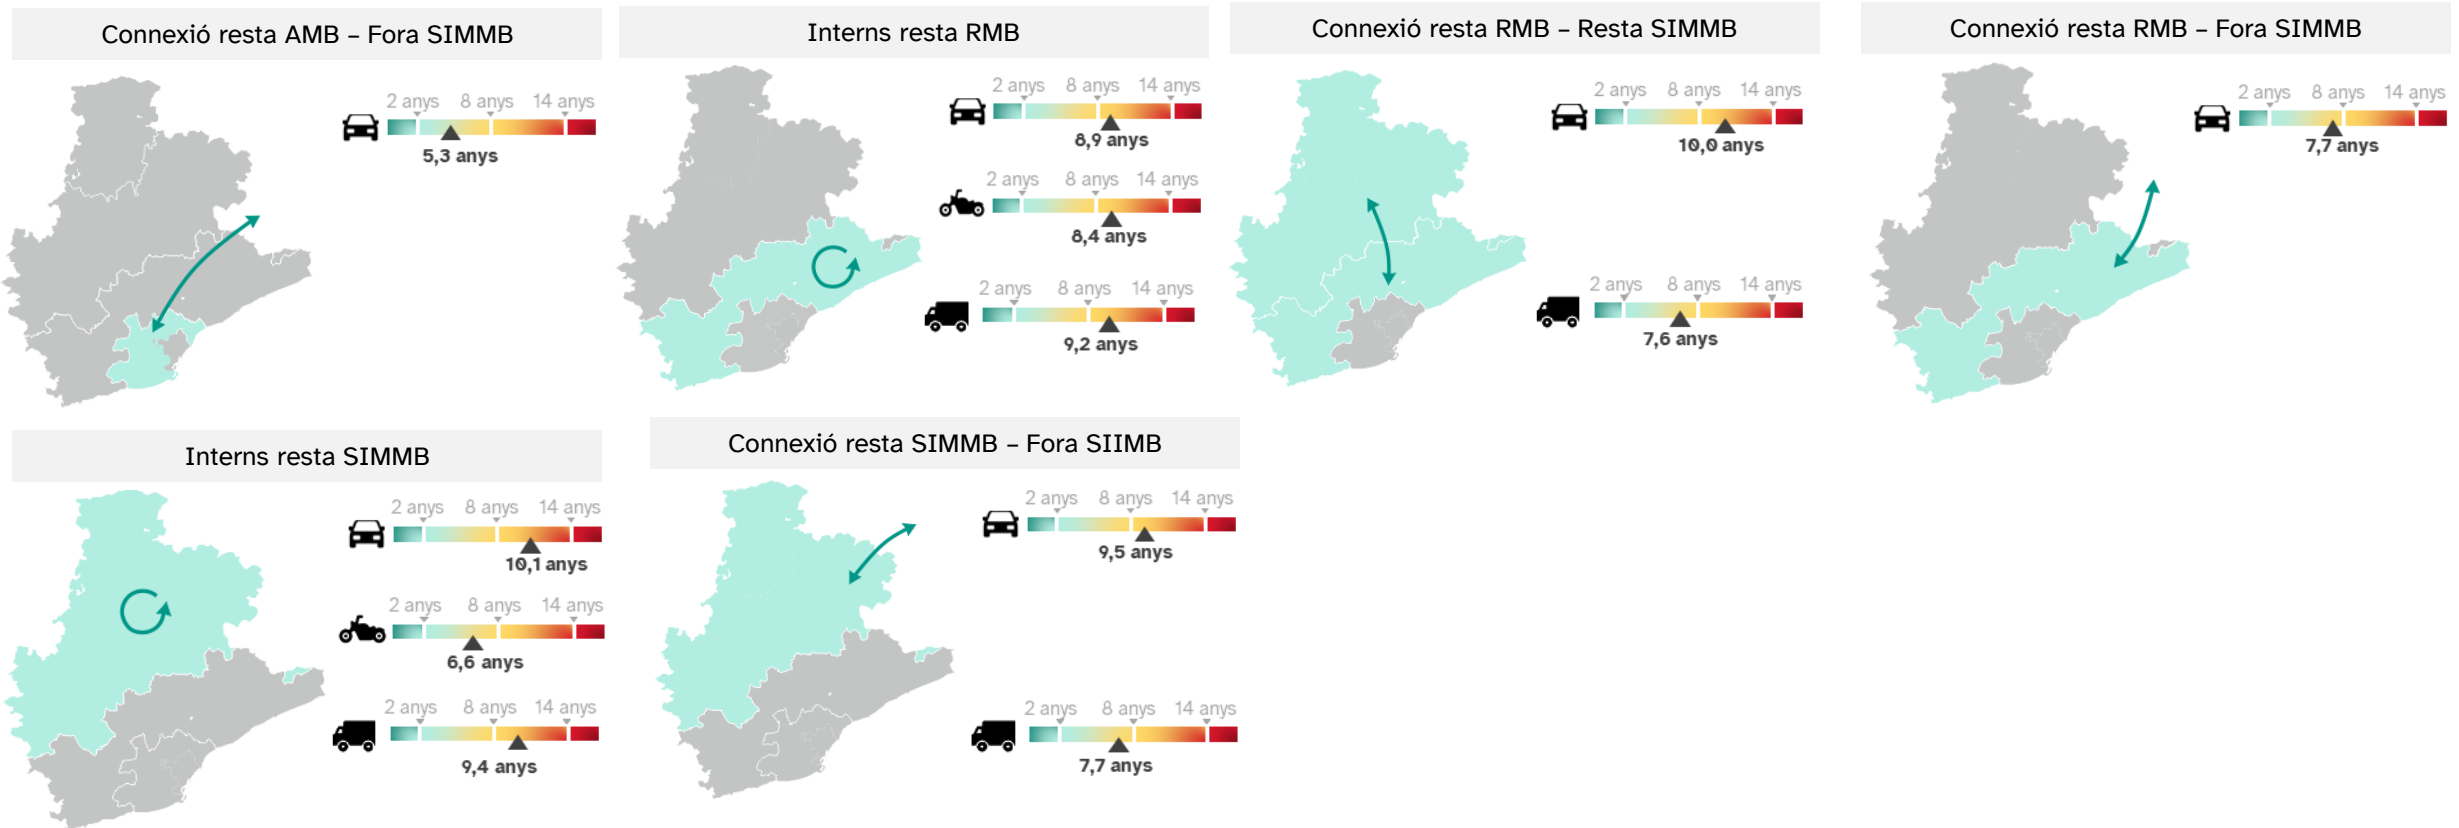 Connexió resta AMB – Fora SIMMB
2 anys 8 anys 14 anys
5,3 anys
Interns resta RMB
2 anys 8 anys 14 anys
8,9 anys
2 anys 8 anys 14 anys
8,4 anys
2 anys 8 anys 14 anys
9,2 anys
Connexió resta RMB – Resta SIMMB
2 anys 8 anys 14 anys
10,0 anys
2 anys 8 anys 14 anys
7,6 anys
Connexió resta RMB – Fora SIMMB
2 anys 8 anys 14 anys
7,7 anys
Interns resta SIMMB
2 anys 8 anys 14 anys
10,1 anys
2 anys 8 anys 14 anys
6,6 anys
2 anys 8 anys 14 anys
9,4 anys
Connexió resta SIMMB – Fora SIIMB
2 anys 8 anys 14 anys
9,5 anys
2 anys 8 anys 14 anys
7,7 anys